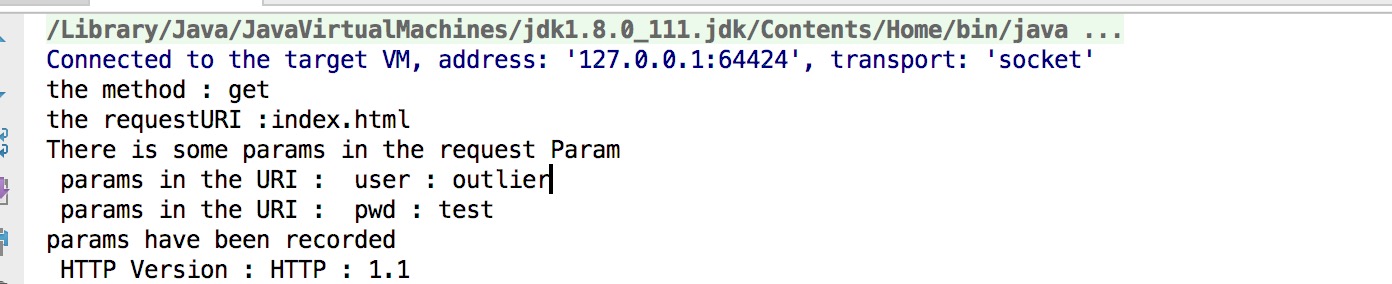 /Library/Java/JavaVirtualMachines/jdk1.8.0_111.jdk/Contents/Home/bin/java ...
Connected to the target VM, address: '127.0.0.1:64424', transport: 'socket'
the method : get
the requestURI :index.html
There is some params in the request Param
 params in the URI :  user : outlier
 params in the URI :  pwd : test
params have been recorded
 HTTP Version : HTTP : 1.1